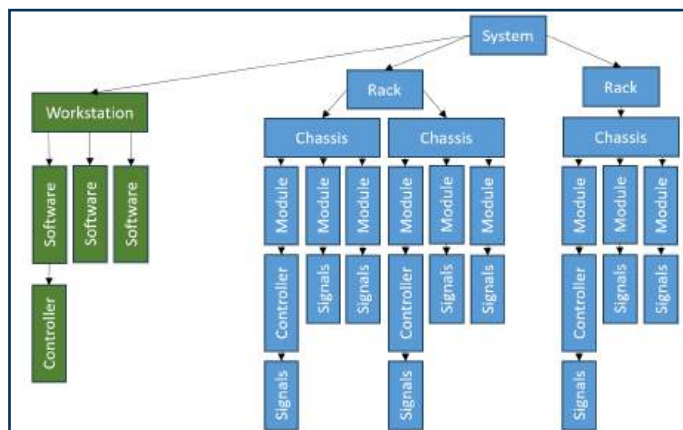 System
Rack
Rack
Workstation
Chassis
Chassis
Chassis
Software
Software
Software
Module
Module
Module
Module
Module
Module
Module
Module
Module
Controller
Controller
Signals
Signals
Controller
Signals
Signals
Controller
Signals
Signals
Signals
Signals
Signals